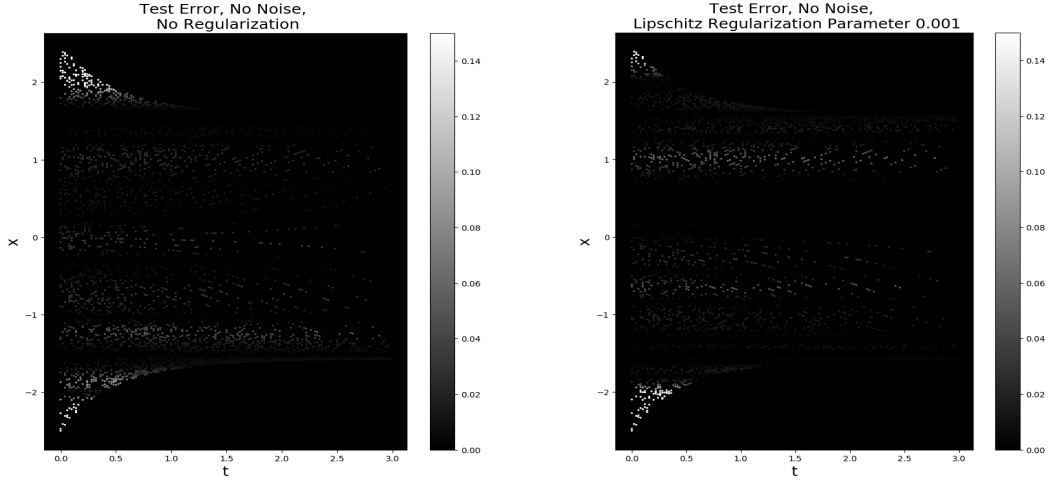 Test Error, No Noise,
No Regularization
2
1
0
−1
−2
0.0 0.5 1.0 1.5 2.0 2.5 3.0
x
t
0.14
0.12
0.10
0.08
0.06
0.04
0.02
0.00
Test Error, No Noise,
Lipschitz Regularization Parameter 0.001
2
1
0
−1
−2
0.0 0.5 1.0 1.5 2.0 2.5 3.0
x
t
0.14
0.12
0.10
0.08
0.06
0.04
0.02
0.00